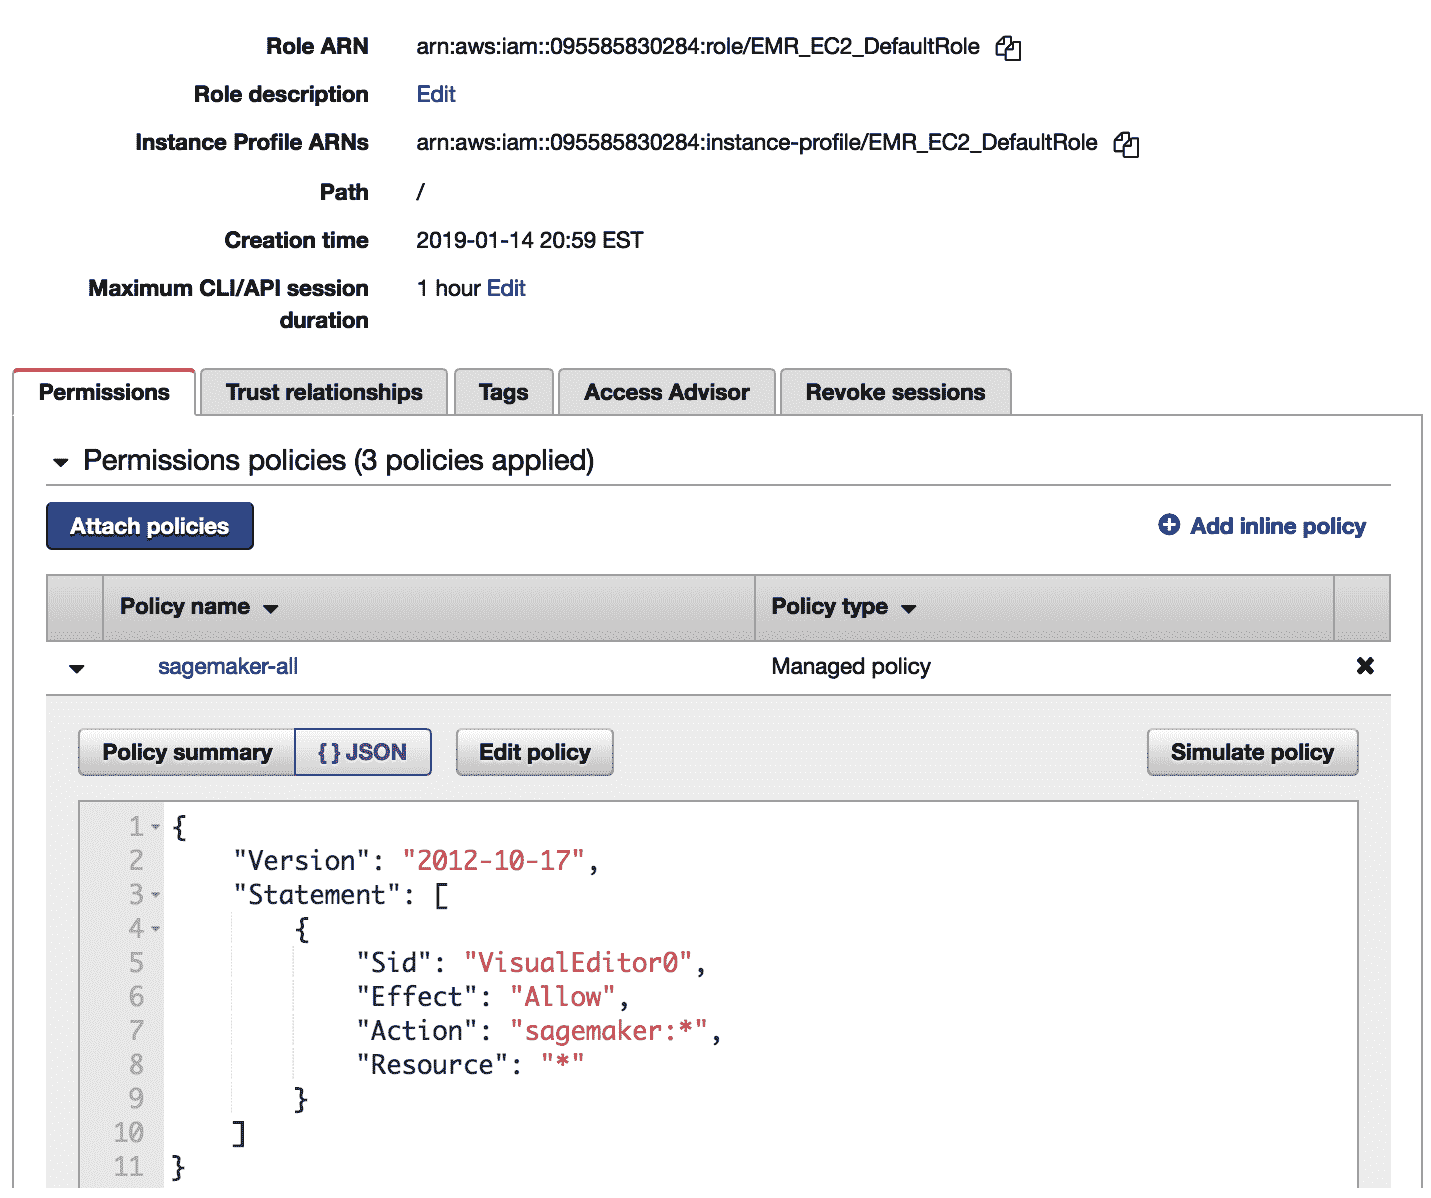 Role ARN arn:aws:iam::095585830284:role/EMR_EC2_DefaultRole
Role description Edit
Instance Profile ARNs arn:aws:iam::095585830284:instance-profile/EMR_EC2_DefaultRole
Path /
Creation time 2019-01-14 20:59 EST
Maximum CLI/API session 1 hour Edit
duration
Permissions Trust relationships Tags Access Advisor Revoke sessions
Permissions policies (3 policies applied)
Attach policies Add inline policy
Policy name Policy type
sagemaker-all Managed policy
Policy summary { } JSON Edit policy Simulate policy
1 {
2 "Version": "2012-10-17",
3 "Statement": [
4 {
5 "Sid": "VisualEditor0",
6 "Effect": "Allow",
7 "Action": "sagemaker:*",
8 "Resource": "*"
9 }
10 ]
11 }